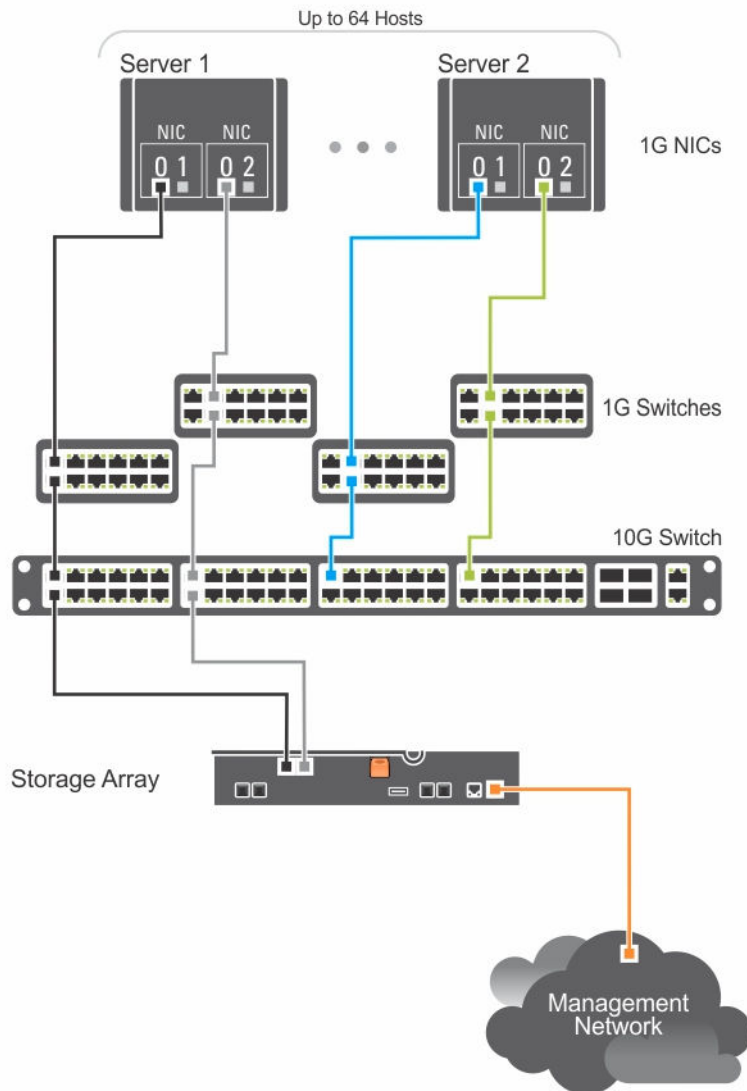 Up to 64 Hosts
Server 1
Server 2
NIC NIC
NIC NIC
1G NICs
0 1 0 2
0 1 0 2
1G Switches
10G Switch
Storage Array
Management
Network